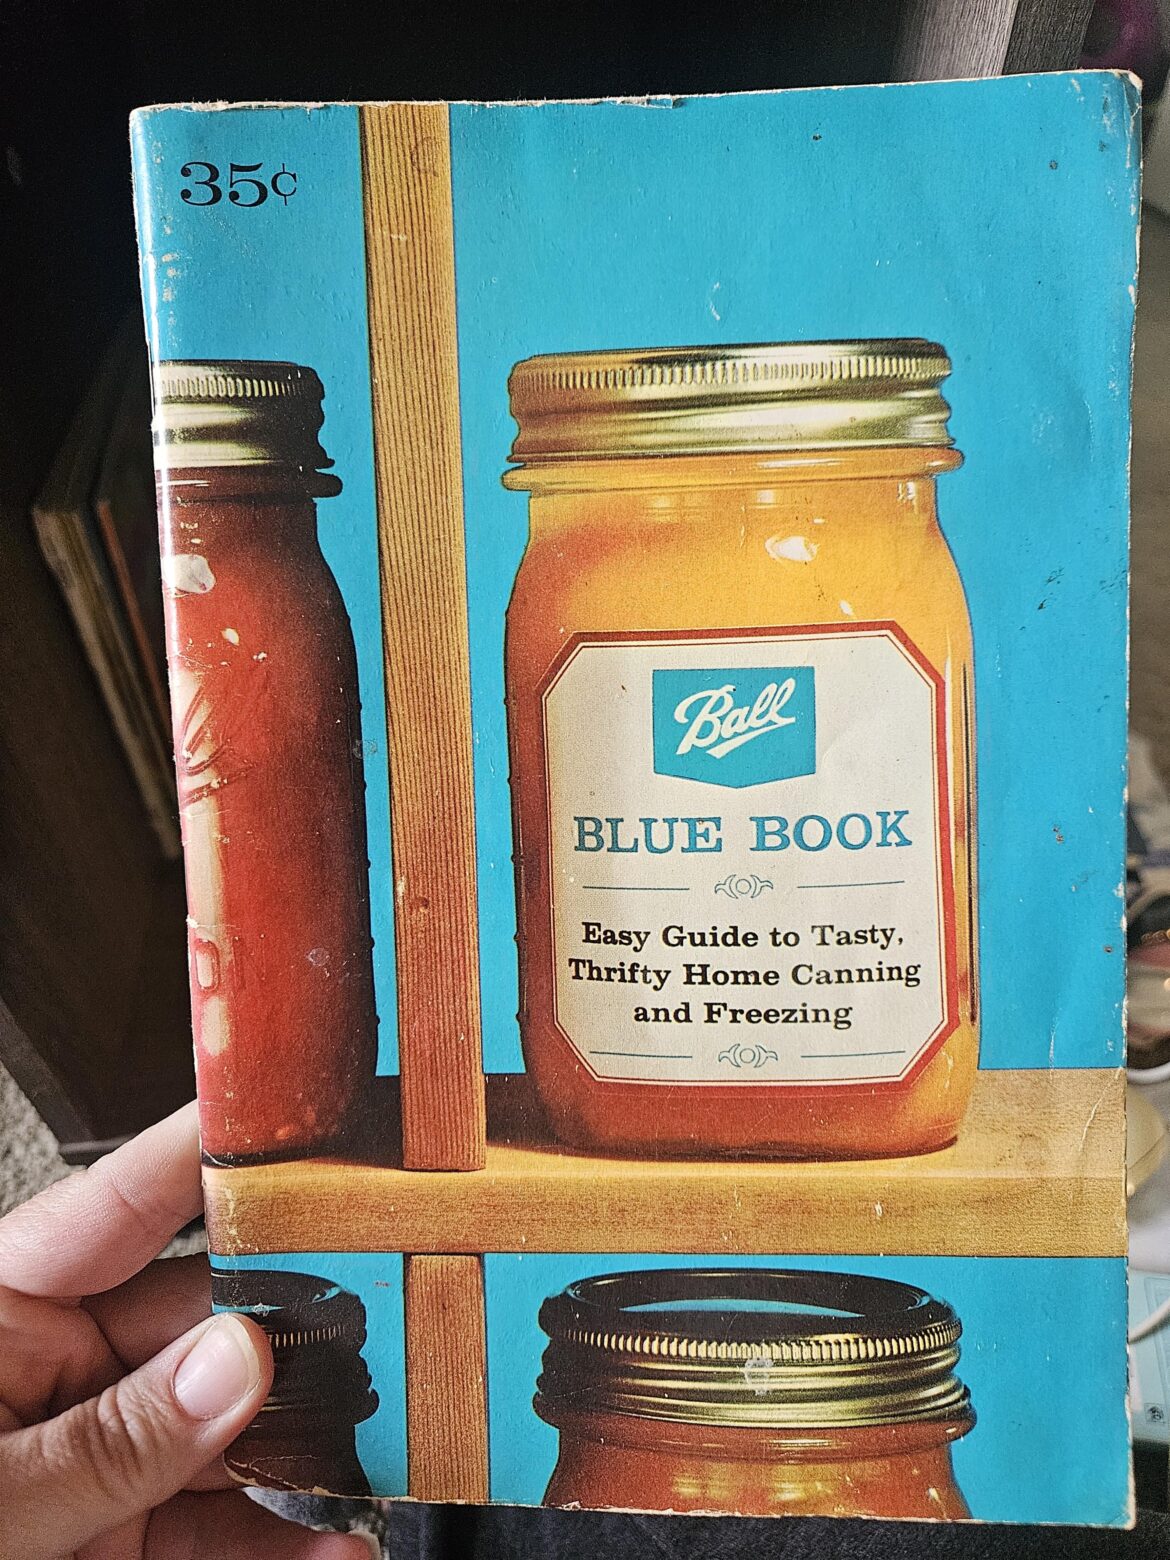 35¢
Ball
BLUE BOOK
Easy Guide to Tasty,
Thrifty Home Canning
and Freezing